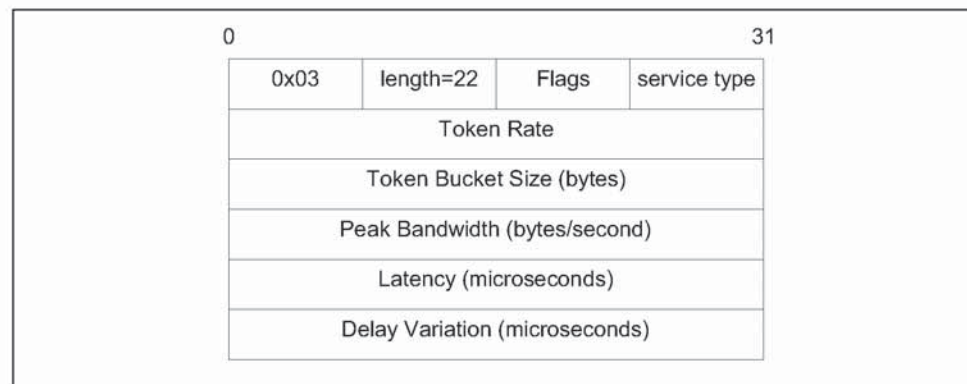 0 31
0x03 length=22 Flags service type
Token Rate
Token Bucket Size (bytes)
Peak Bandwidth (bytes/second)
Latency (microseconds)
Delay Variation (microseconds)